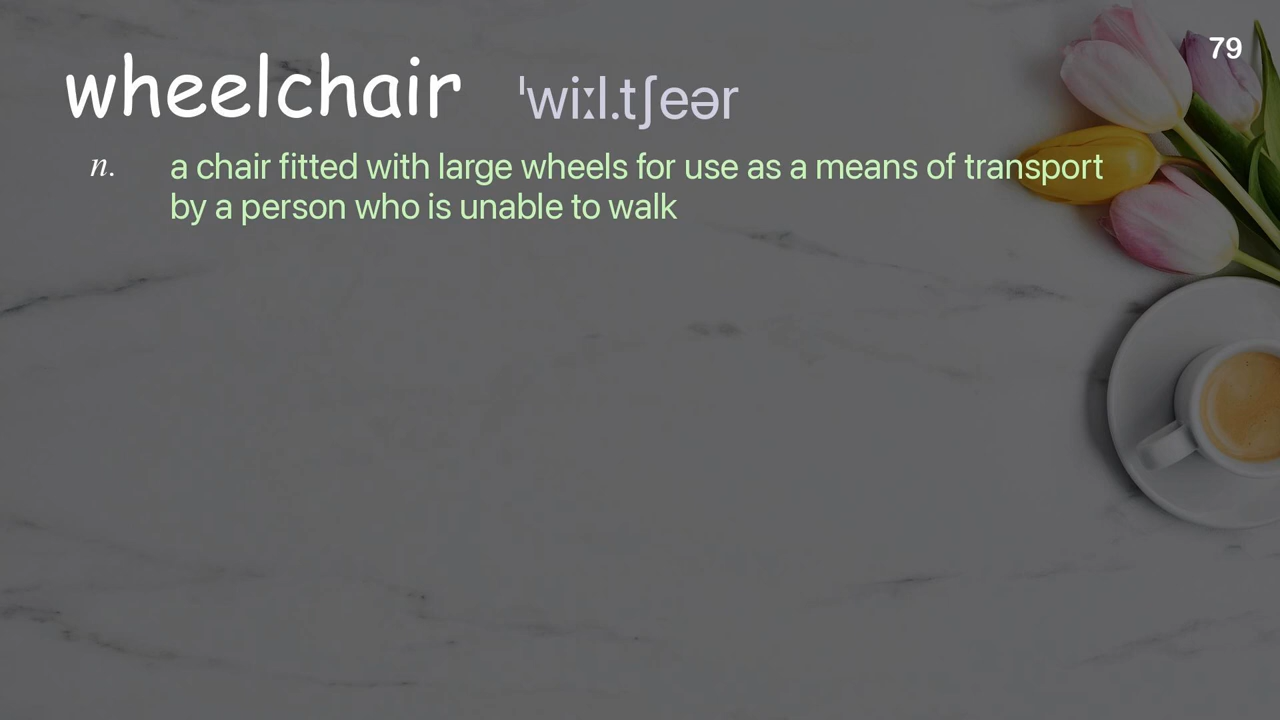 79
wheelchair ˈwiːl.tʃeər
n. a chair fitted with large wheels for use as a means of transport
by a person who is unable to walk